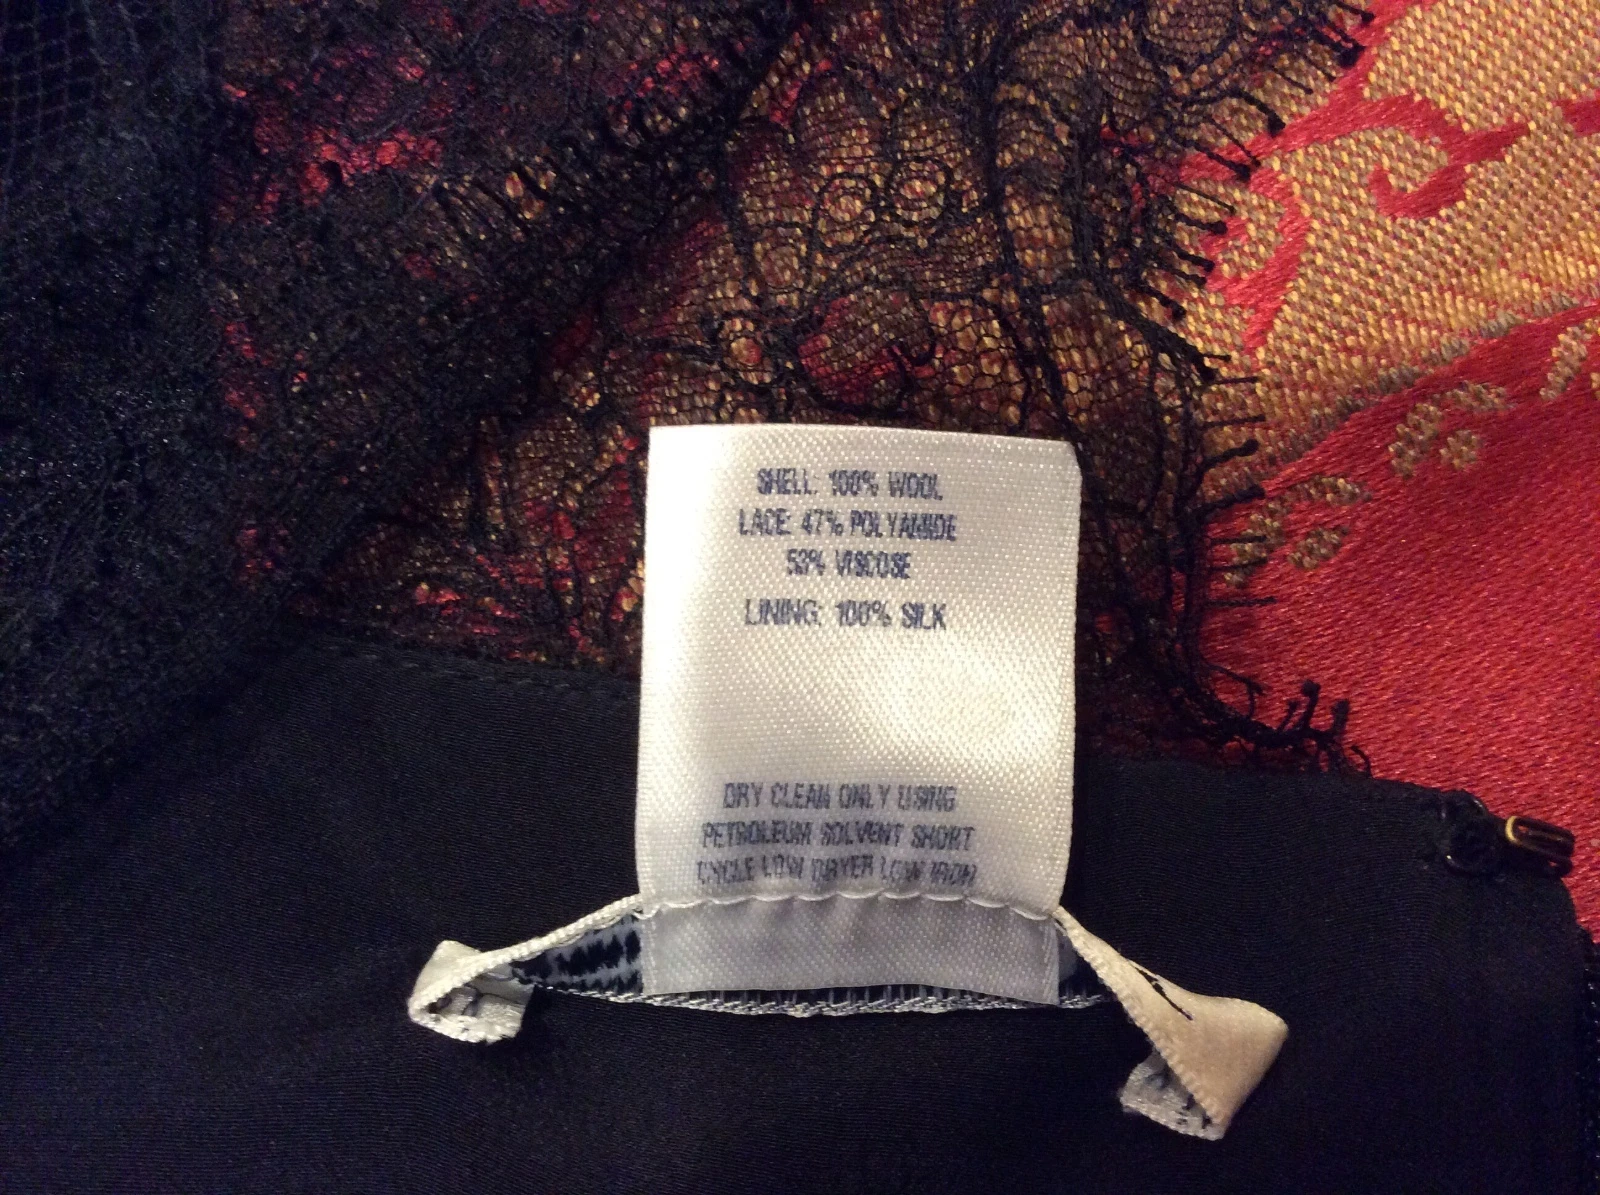 SHELL: 100% WOOL
LACE: 47% POLYAMIDE
53% VISCOSE
LINING: 100% SILK
DRY CLEAN ONLY USING
PETROLEUM SOLVENT SHORT
CYCLE LOW DRYER LOW IRON